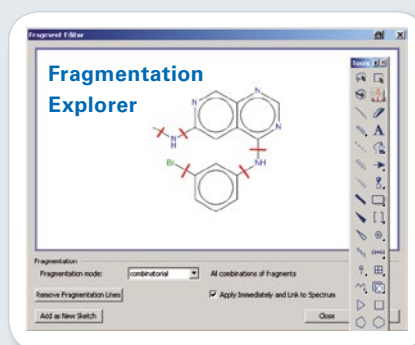 Fragment Editor
Tools
Fragmentation
Explorer
N
N
N
N
H
NH
Br
A
Fragmentation
Fragmentation mode: combinatorial All combinations of fragments
Remove Fragmentation Lines
Apply Immediately and Link to Spectrum
Add as New Sketch
Close